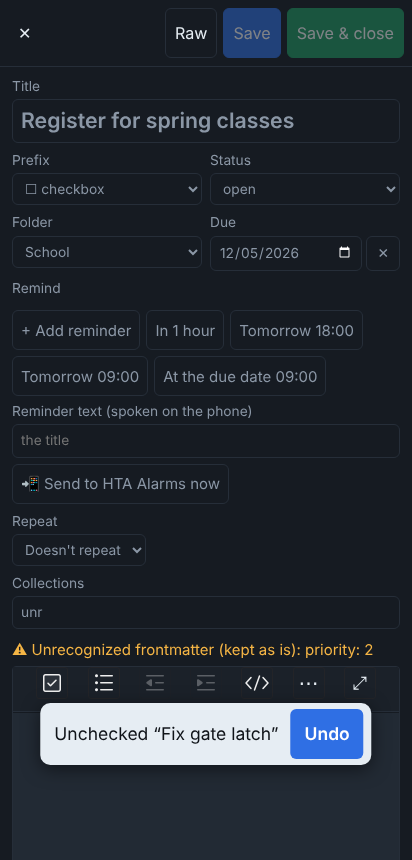 ✕ Raw Save Save & close
Title
Register for spring classes
Prefix Status
☐ checkbox open
Folder Due
School 12/05/2026 ✕
Remind
+ Add reminder In 1 hour Tomorrow 18:00
Tomorrow 09:00 At the due date 09:00
Reminder text (spoken on the phone)
the title
📲 Send to HTA Alarms now
Repeat
Doesn't repeat
Collections
unr
⚠ Unrecognized frontmatter (kept as is): priority: 2
Unchecked “Fix gate latch” Undo